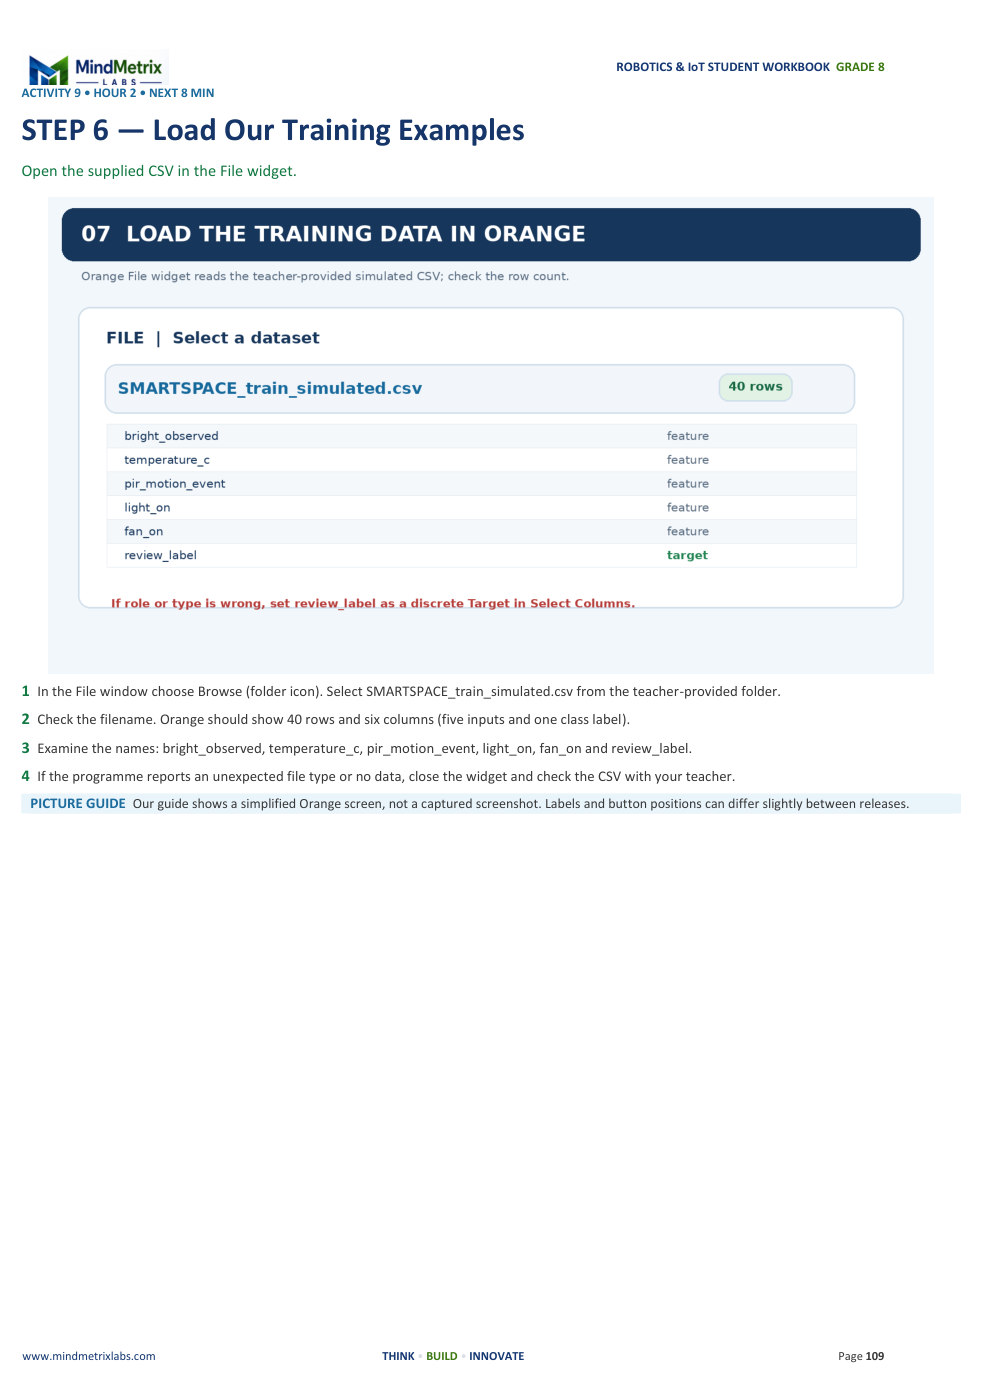 MindMetrix
LABS
ROBOTICS & IoT STUDENT WORKBOOK GRADE 8
ACTIVITY 9 • HOUR 2 • NEXT 8 MIN
STEP 6 — Load Our Training Examples
Open the supplied CSV in the File widget.
07 LOAD THE TRAINING DATA IN ORANGE
Orange File widget reads the teacher-provided simulated CSV; check the row count.
FILE | Select a dataset
SMARTSPACE_train_simulated.csv 40 rows
bright_observed feature
temperature_c feature
pir_motion_event feature
light_on feature
fan_on feature
review_label target
If role or type is wrong, set review_label as a discrete Target in Select Columns.
1 In the File window choose Browse (folder icon). Select SMARTSPACE_train_simulated.csv from the teacher-provided folder.
2 Check the filename. Orange should show 40 rows and six columns (five inputs and one class label).
3 Examine the names: bright_observed, temperature_c, pir_motion_event, light_on, fan_on and review_label.
4 If the programme reports an unexpected file type or no data, close the widget and check the CSV with your teacher.
PICTURE GUIDE Our guide shows a simplified Orange screen, not a captured screenshot. Labels and button positions can differ slightly between releases.
www.mindmetrixlabs.com THINK • BUILD • INNOVATE Page 109